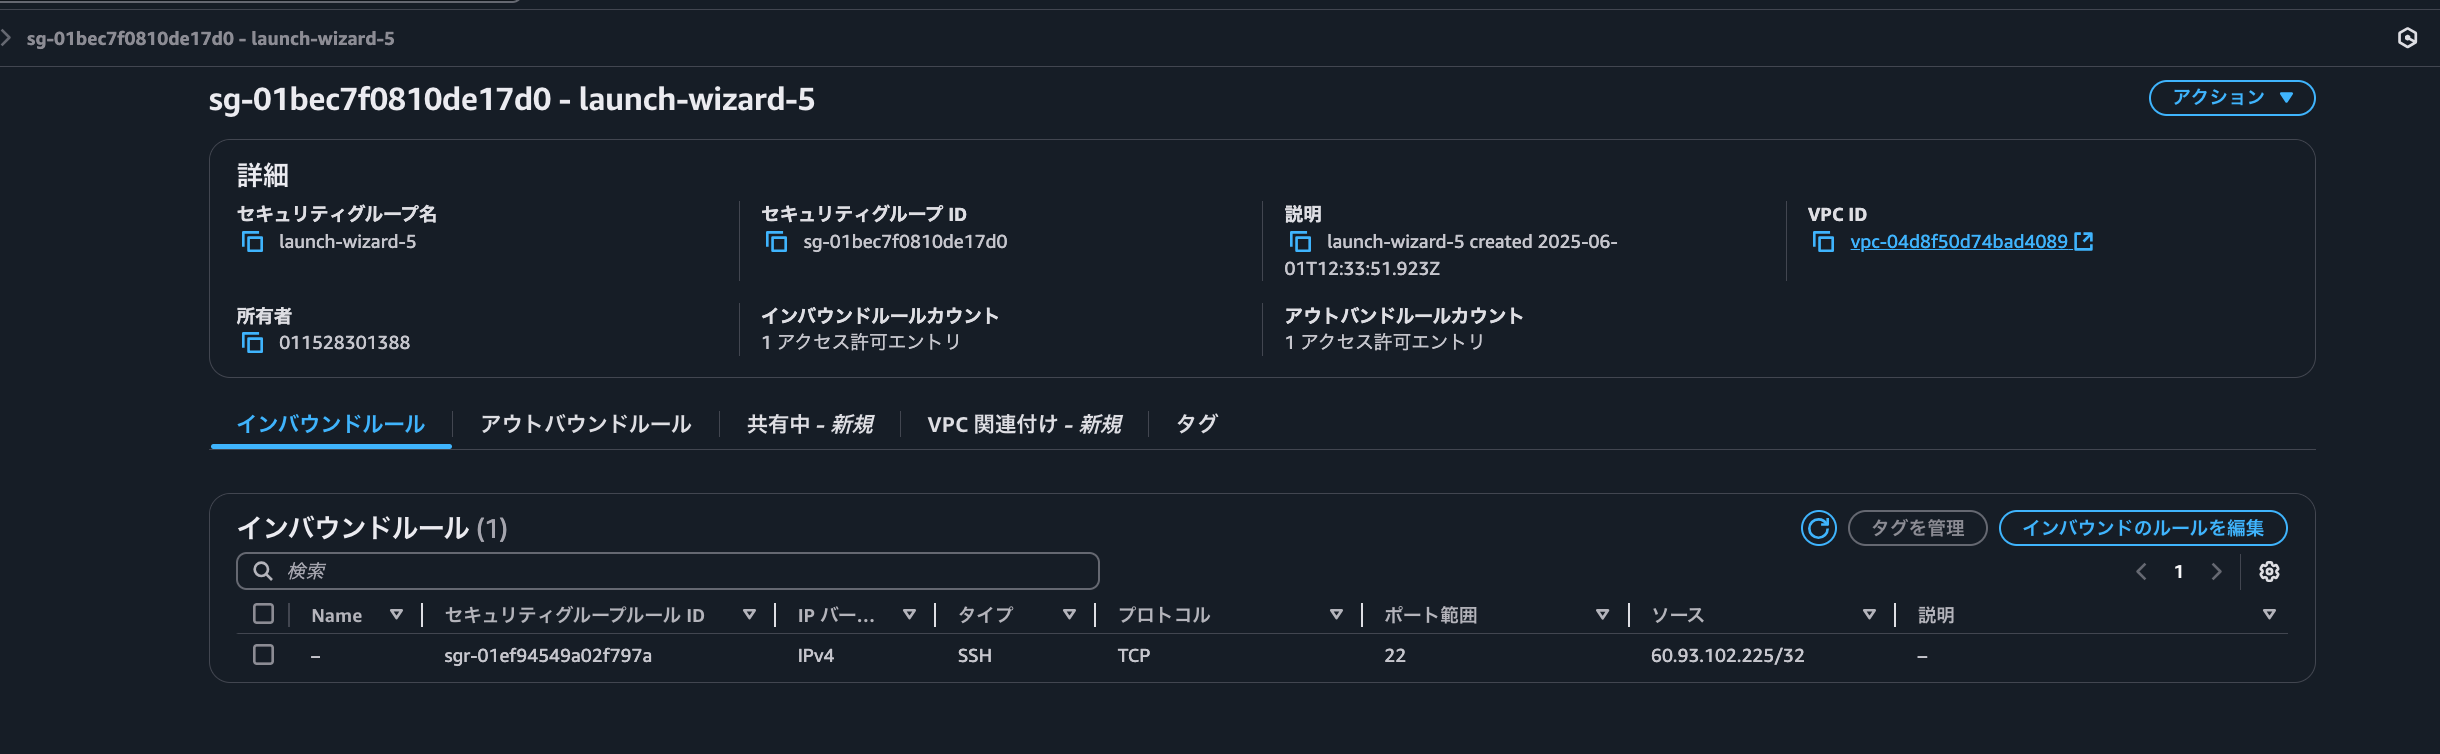 sg-01bec7f0810de17d0 - launch-wizard-5
sg-01bec7f0810de17d0 - launch-wizard-5
アクション
詳細
セキュリティグループ名
launch-wizard-5
セキュリティグループ ID
sg-01bec7f0810de17d0
説明
launch-wizard-5 created 2025-06-
01T12:33:51.923Z
VPC ID
vpc-04d8f50d74bad4089
所有者
011528301388
インバウンドルールカウント
1 アクセス許可エントリ
アウトバンドルールカウント
1 アクセス許可エントリ
インバウンドルール
アウトバウンドルール
共有中 - 新規
VPC 関連付け - 新規
タグ
インバウンドルール (1)
タグを管理
インバウンドのルールを編集
検索
1
Name セキュリティグループルール ID IP バー... タイプ プロトコル ポート範囲 ソース 説明
– sgr-01ef94549a02f797a IPv4 SSH TCP 22 60.93.102.225/32 –